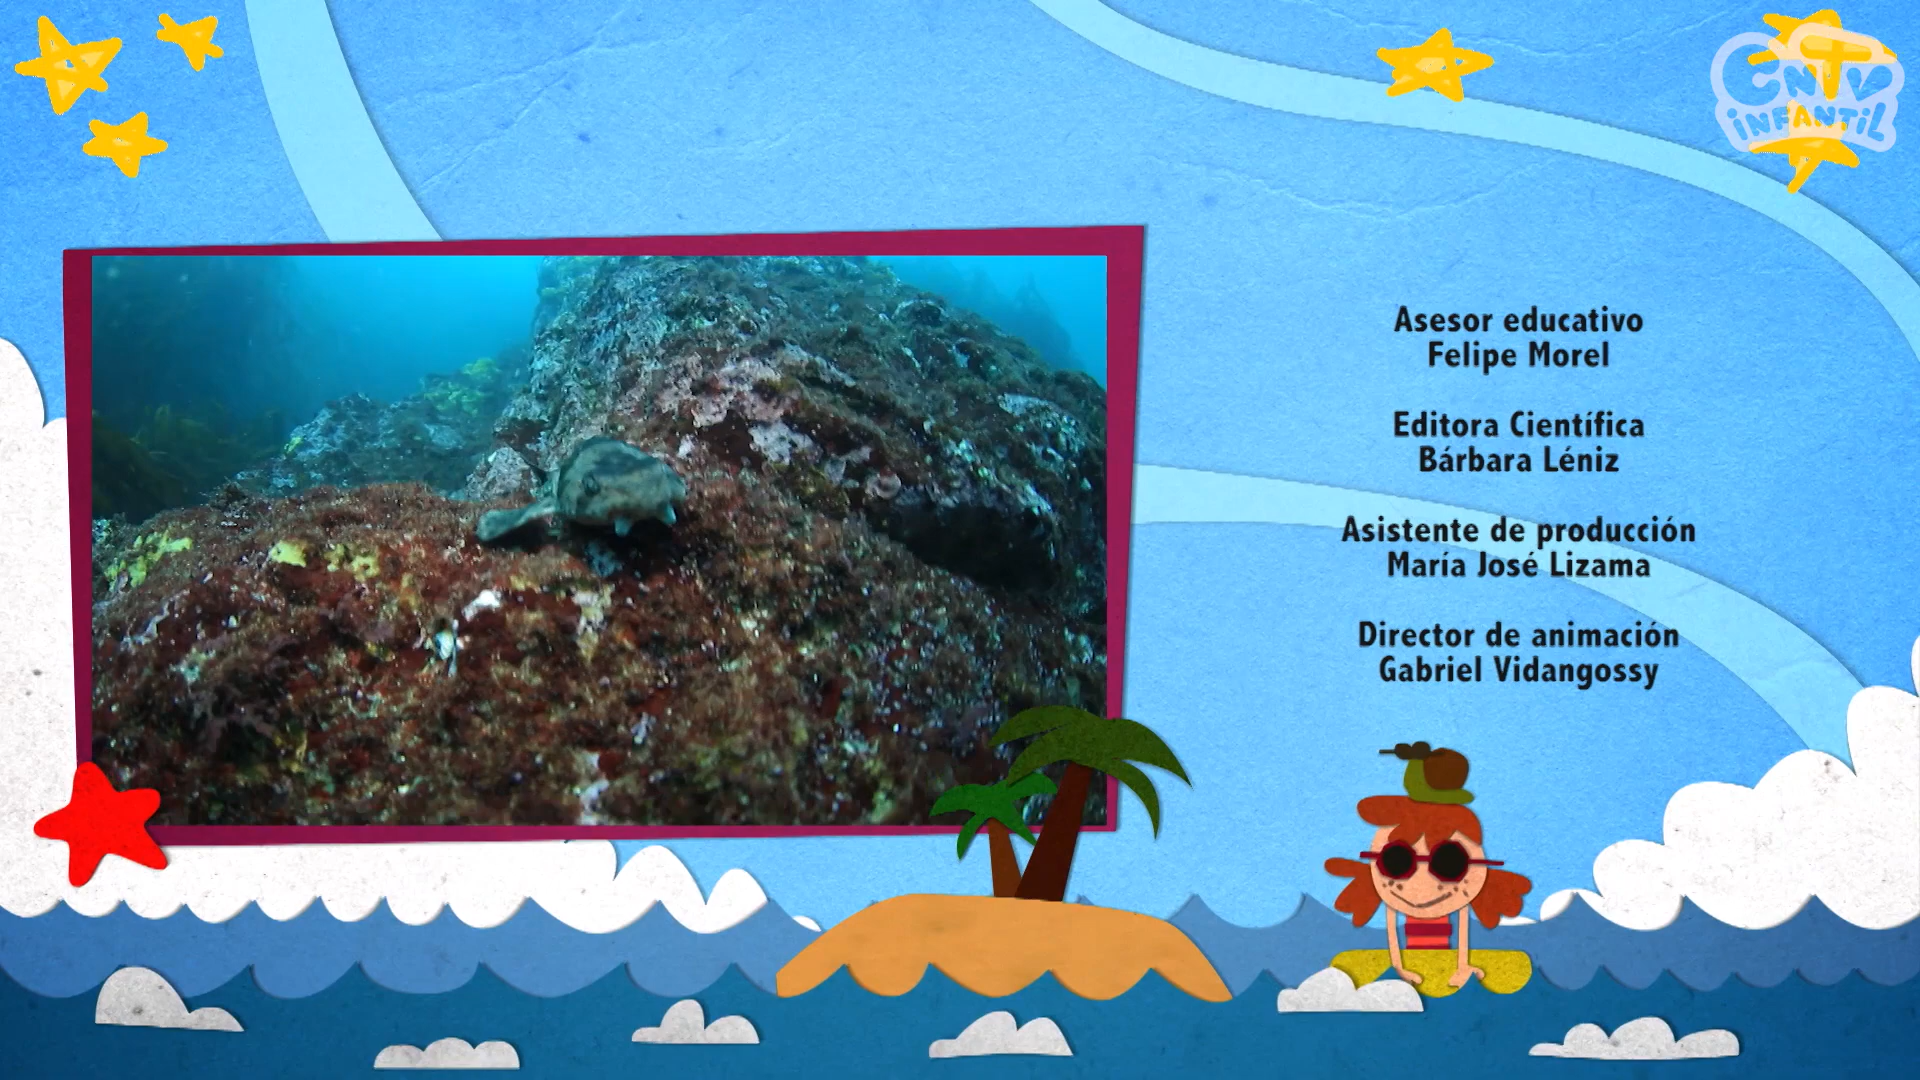 CNTV
iNFANTiL
Asesor educativo
Felipe Morel
Editora Científica
Bárbara Léniz
Asistente de producción
María José Lizama
Director de animación
Gabriel Vidangossy